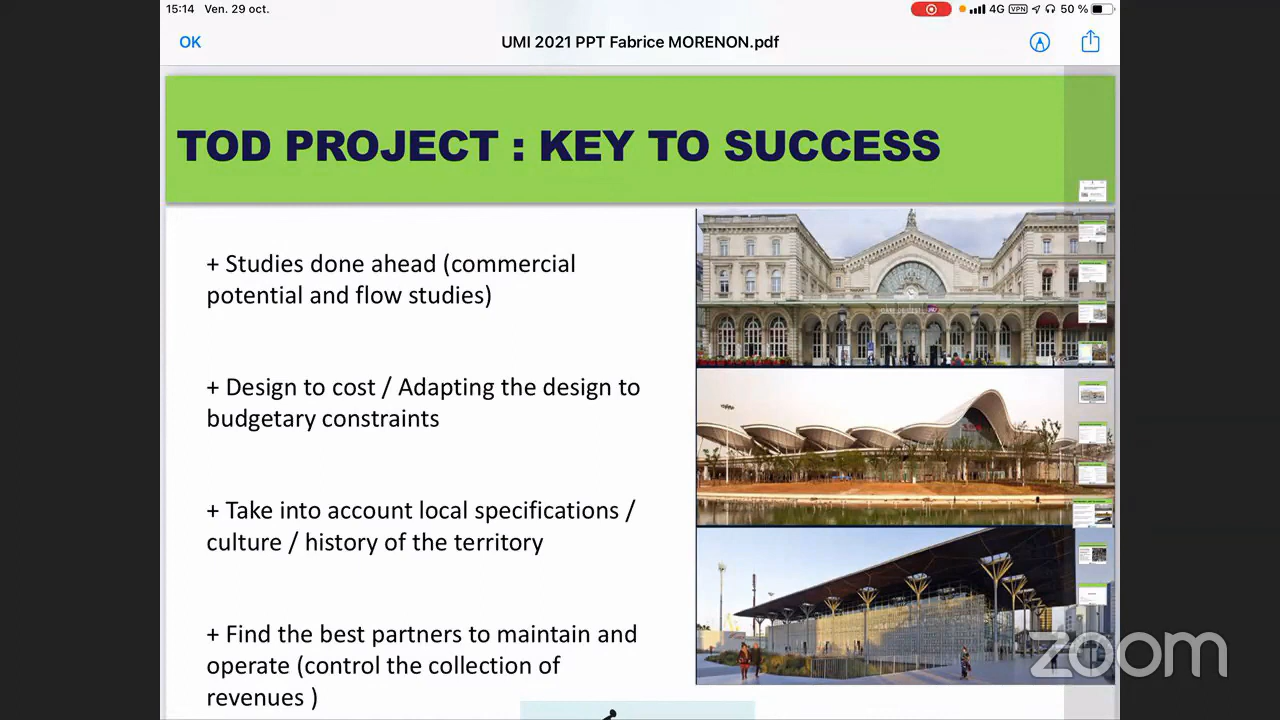 15:14 Ven. 29 oct.
4G VPN 50 %
OK
UMI 2021 PPT Fabrice MORENON.pdf
TOD PROJECT : KEY TO SUCCESS
+ Studies done ahead (commercial
potential and flow studies)
+ Design to cost / Adapting the design to
budgetary constraints
+ Take into account local specifications /
culture / history of the territory
+ Find the best partners to maintain and
operate (control the collection of
revenues )
zoom